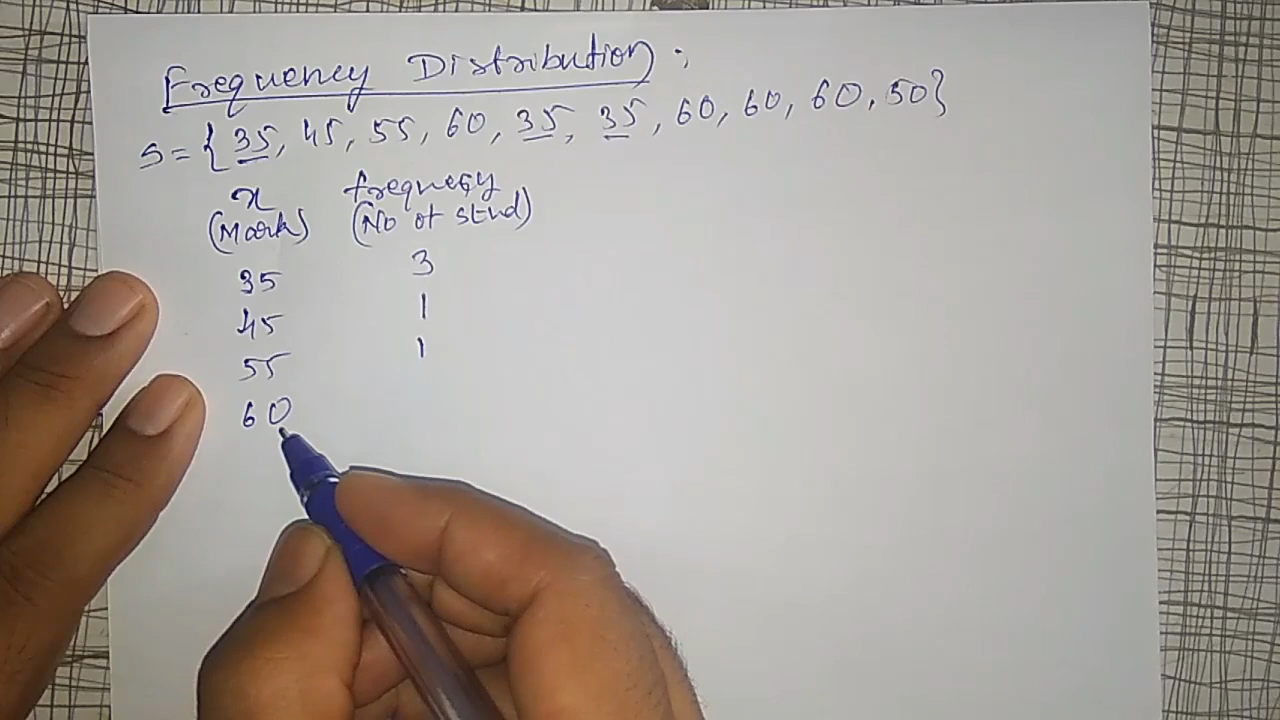 Frequency Distribution :
S = { 35, 45, 55, 60, 35, 35, 60, 60, 60, 50}
x frequency
(Mark) (No of stud)
35 3
45 1
55 1
60